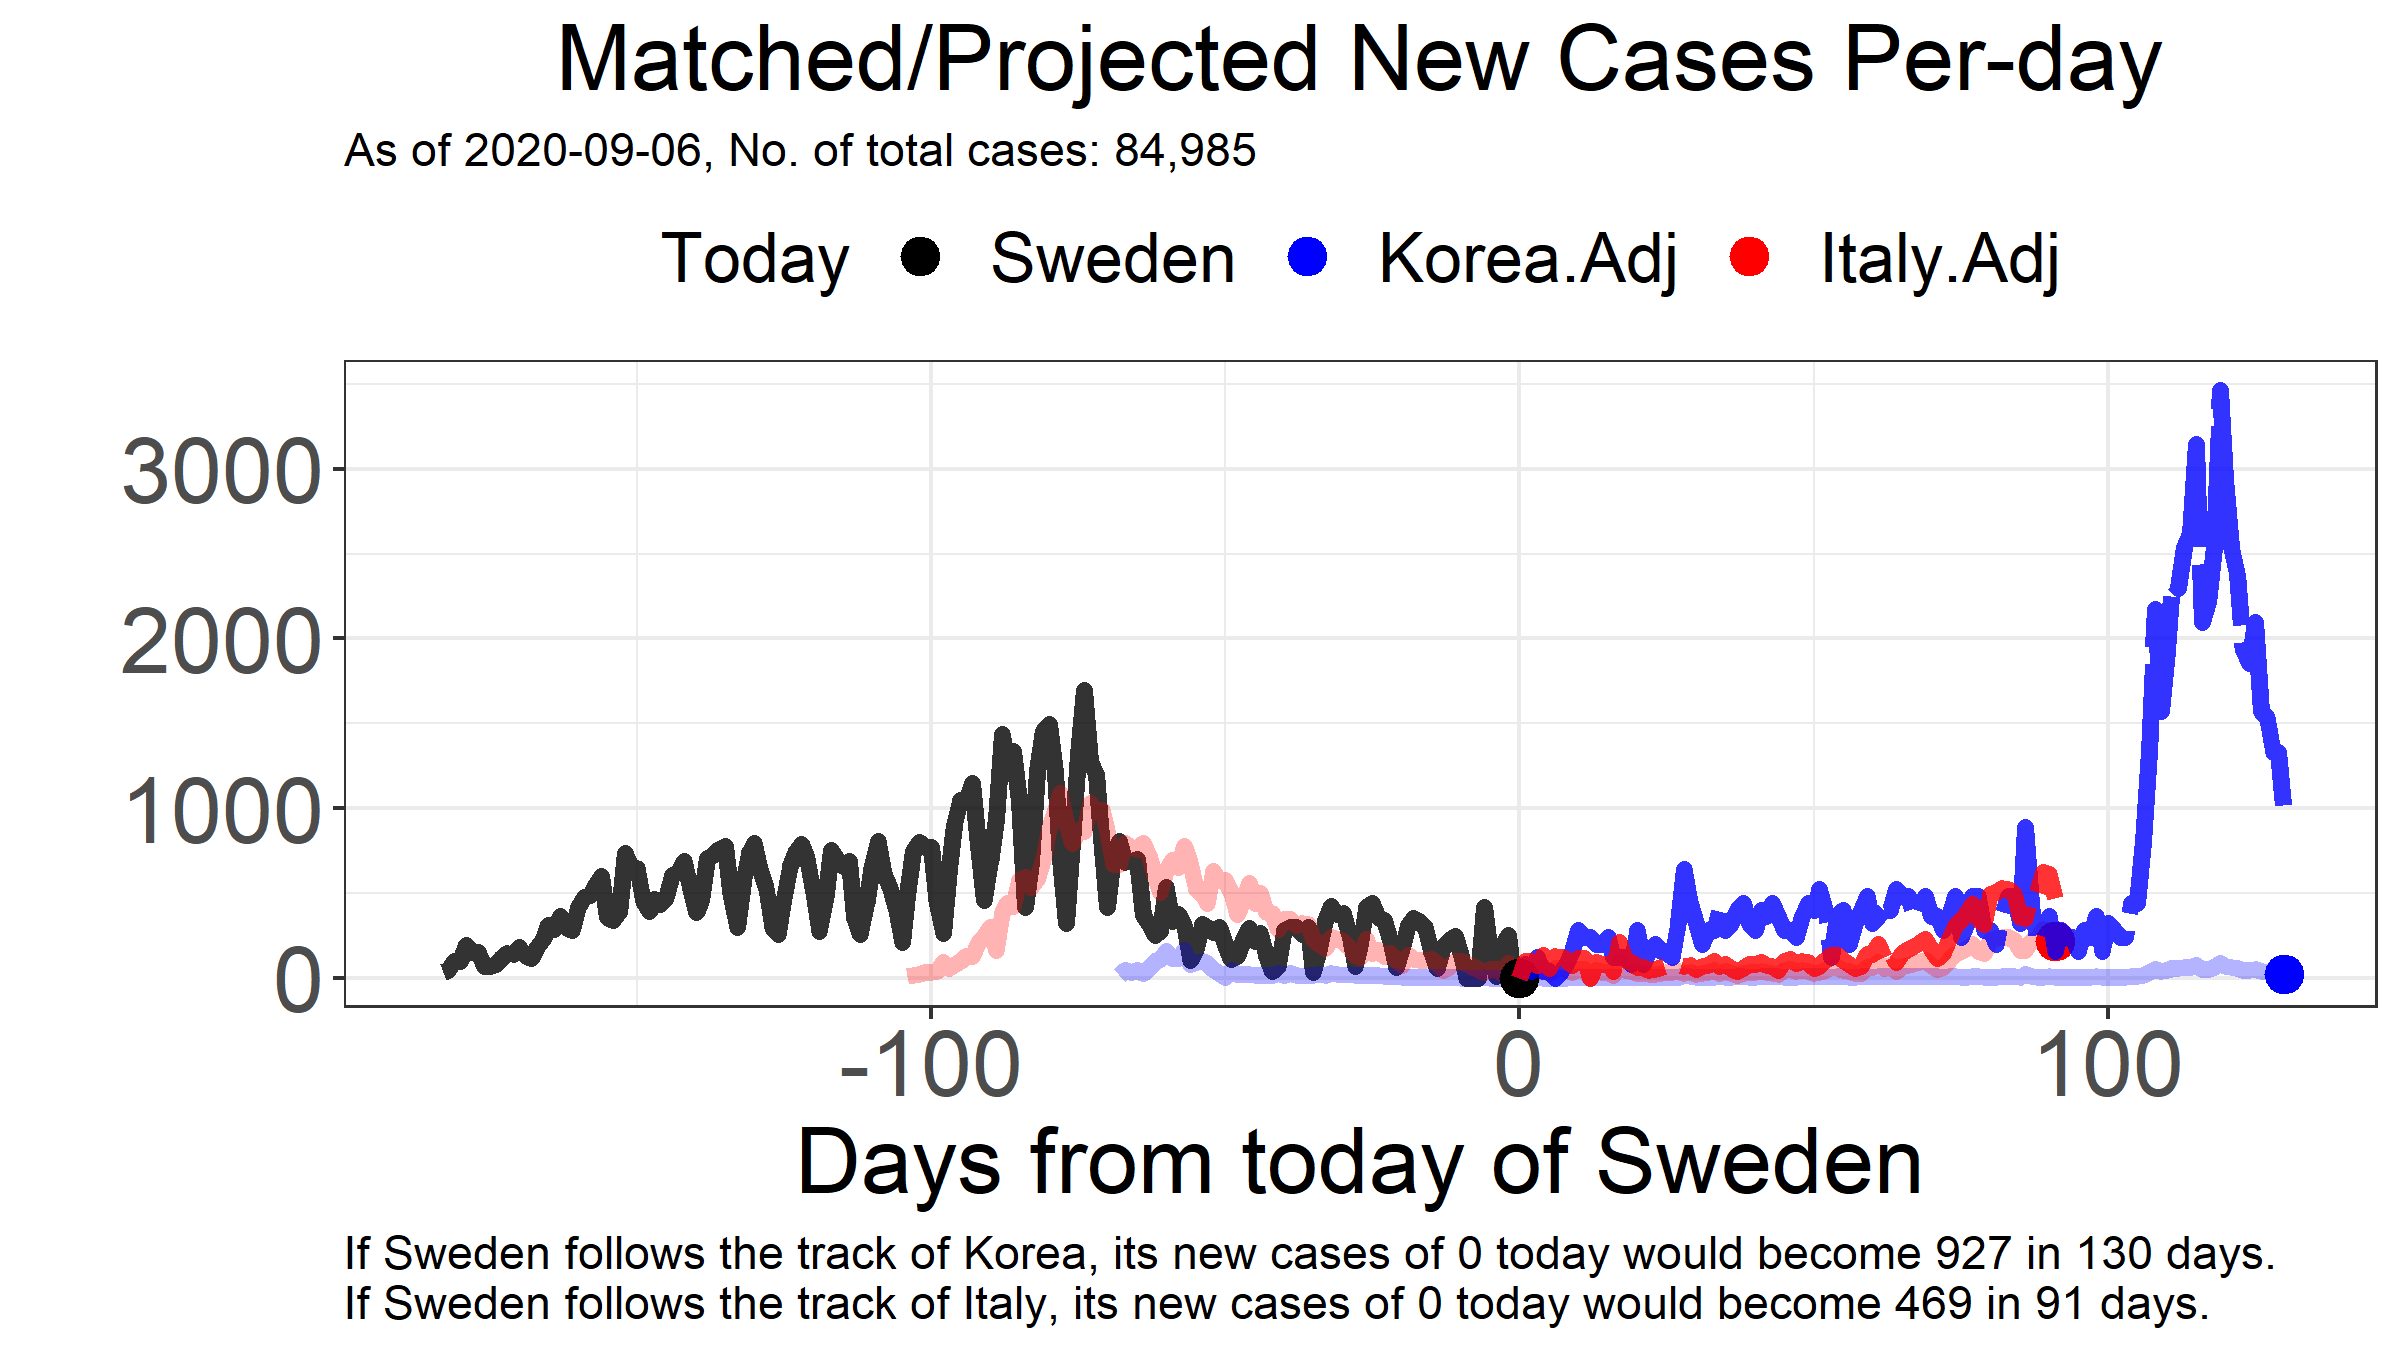 Matched/Projected New Cases Per-day
As of 2020-09-06, No. of total cases: 84,985
Today Sweden Korea.Adj Italy.Adj
3000
2000
1000
0
-100 0 100
Days from today of Sweden
If Sweden follows the track of Korea, its new cases of 0 today would become 927 in 130 days.
If Sweden follows the track of Italy, its new cases of 0 today would become 469 in 91 days.